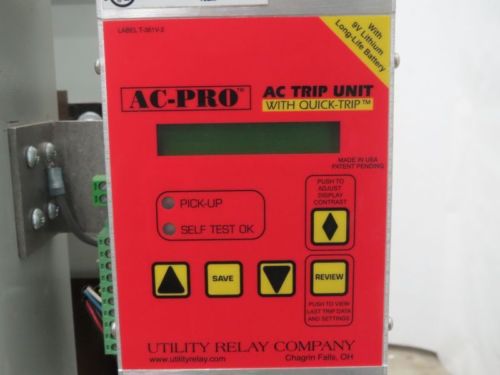 LABEL T-381V-2
With
9V Lithium
Long-Life Battery
AC-PRO™ AC TRIP UNIT
WITH QUICK-TRIP™
MADE IN USA
PATENT PENDING
PUSH TO
ADJUST
DISPLAY
CONTRAST
PICK-UP
SELF TEST OK
SAVE
REVIEW
PUSH TO VIEW
LAST TRIP DATA
AND SETTINGS
UTILITY RELAY COMPANY
www.utilityrelay.com Chagrin Falls, OH